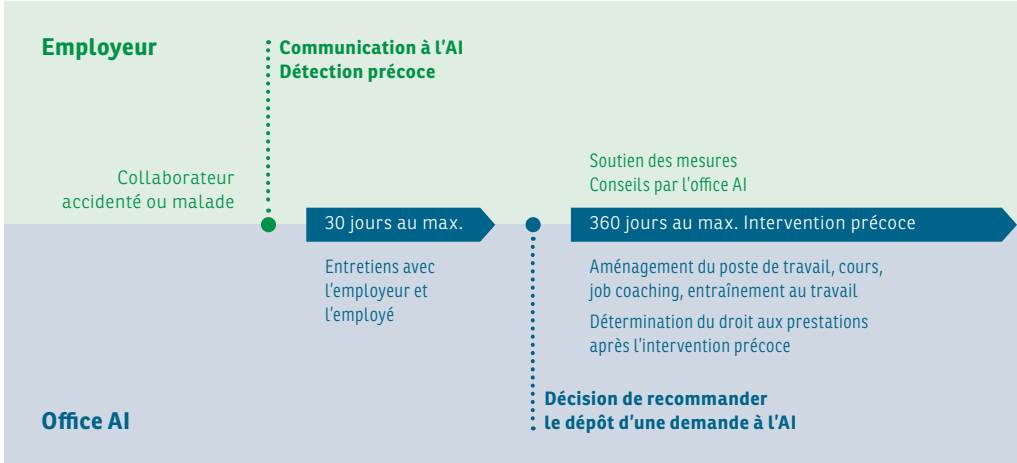 Employeur
Communication à l'AI
Détection précoce
Collaborateur
accidenté ou malade
Soutien des mesures
Conseils par l'office AI
30 jours au max.
360 jours au max. Intervention précoce
Entretiens avec
l'employeur et
l'employé
Aménagement du poste de travail, cours,
job coaching, entraînement au travail
Détermination du droit aux prestations
après l'intervention précoce
Décision de recommander
le dépôt d'une demande à l'AI
Office AI